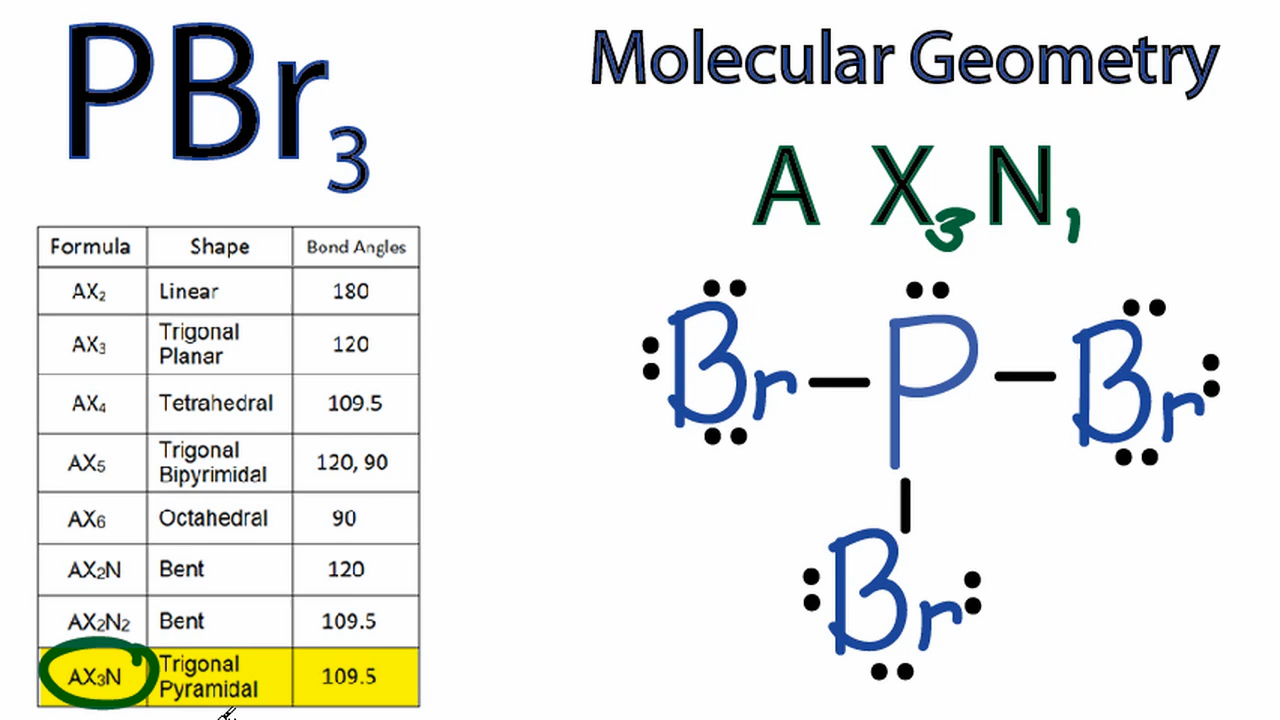 PBr3
Molecular Geometry
A X3 N1
Formula Shape Bond Angles
AX2 Linear 180
AX3 Trigonal Planar 120
AX4 Tetrahedral 109.5
AX5 Trigonal Bipyrimidal 120, 90
AX6 Octahedral 90
AX2N Bent 120
AX2N2 Bent 109.5
AX3N Trigonal Pyramidal 109.5
Br P Br
Br